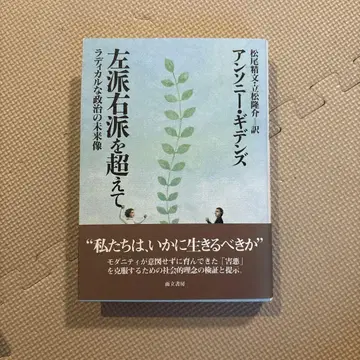 松尾精文・立松隆介―訳
アンソニー・ギデンズ
左派右派を超えて
ラディカルな政治の未来像
“私たちは、いかに生きるべきか”
モダニティが意図せずに育んできた「害悪」
を克服するための社会的理念の検証と提示。
而立書房